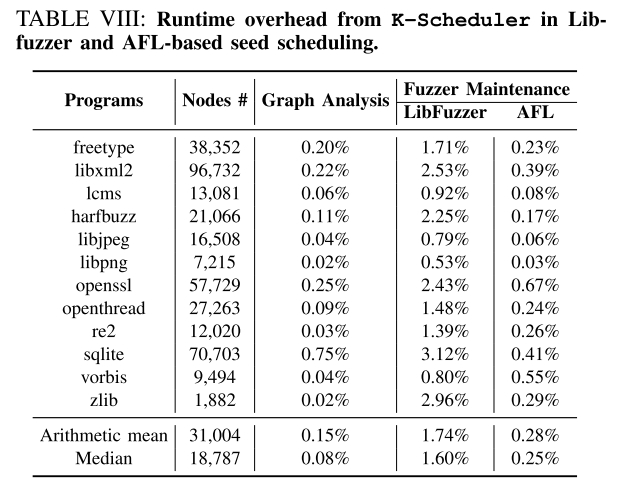 TABLE VIII: Runtime overhead from K-Scheduler in Lib-
fuzzer and AFL-based seed scheduling.
Programs Nodes # Graph Analysis Fuzzer Maintenance
LibFuzzer AFL
freetype 38,352 0.20% 1.71% 0.23%
libxml2 96,732 0.22% 2.53% 0.39%
lcms 13,081 0.06% 0.92% 0.08%
harfbuzz 21,066 0.11% 2.25% 0.17%
libjpeg 16,508 0.04% 0.79% 0.06%
libpng 7,215 0.02% 0.53% 0.03%
openssl 57,729 0.25% 2.43% 0.67%
openthread 27,263 0.09% 1.48% 0.24%
re2 12,020 0.03% 1.39% 0.26%
sqlite 70,703 0.75% 3.12% 0.41%
vorbis 9,494 0.04% 0.80% 0.55%
zlib 1,882 0.02% 2.96% 0.29%
Arithmetic mean 31,004 0.15% 1.74% 0.28%
Median 18,787 0.08% 1.60% 0.25%